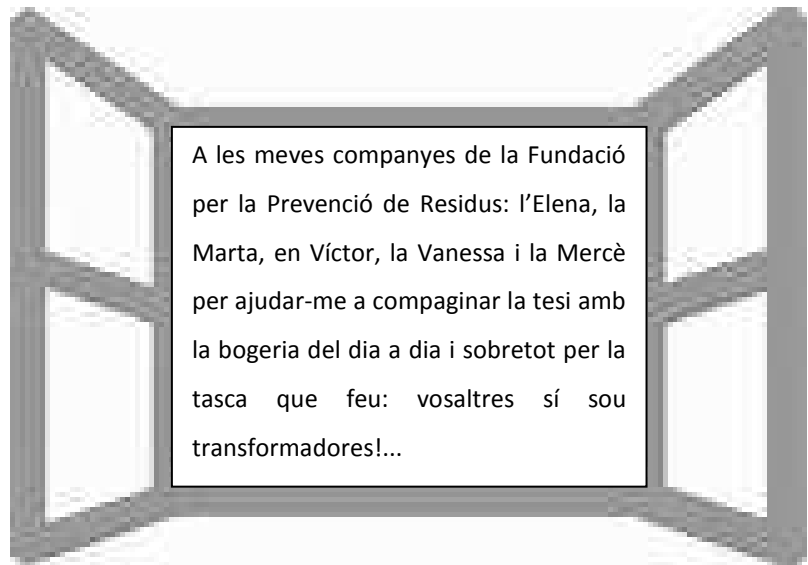 A les meves companyes de la Fundació
per la Prevenció de Residus: l’Elena, la
Marta, en Víctor, la Vanessa i la Mercè
per ajudar-me a compaginar la tesi amb
la bogeria del dia a dia i sobretot per la
tasca que feu: vosaltres sí sou
transformadores!...